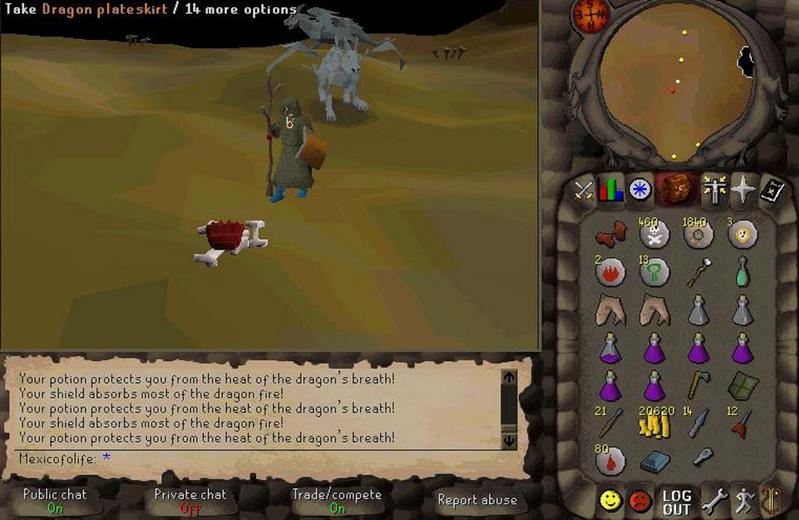 Take Dragon plateskirt / 14 more options
460
1840
3
2
13
21
20620
14
12
80
Your potion protects you from the heat of the dragon's breath!
Your shield absorbs most of the dragon fire!
Your potion protects you from the heat of the dragon's breath!
Your shield absorbs most of the dragon fire!
Your potion protects you from the heat of the dragon's breath!
Mexicofolife: *
Public chat
On
Private chat
Off
Trade/compete
On
Report abuse
LOG
OUT